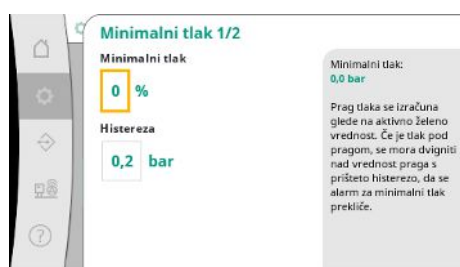 Minimalni tlak 1/2
Minimalni tlak
0 %
Histereza
0,2 bar
Minimalni tlak:
0,0 bar
Prag tlaka se izračuna
glede na aktivno želeno
vrednost. Če je tlak pod
pragom, se mora dvigniti
nad vrednost praga s
prišteto histerezo, da se
alarm za minimalni tlak
prekliče.
?